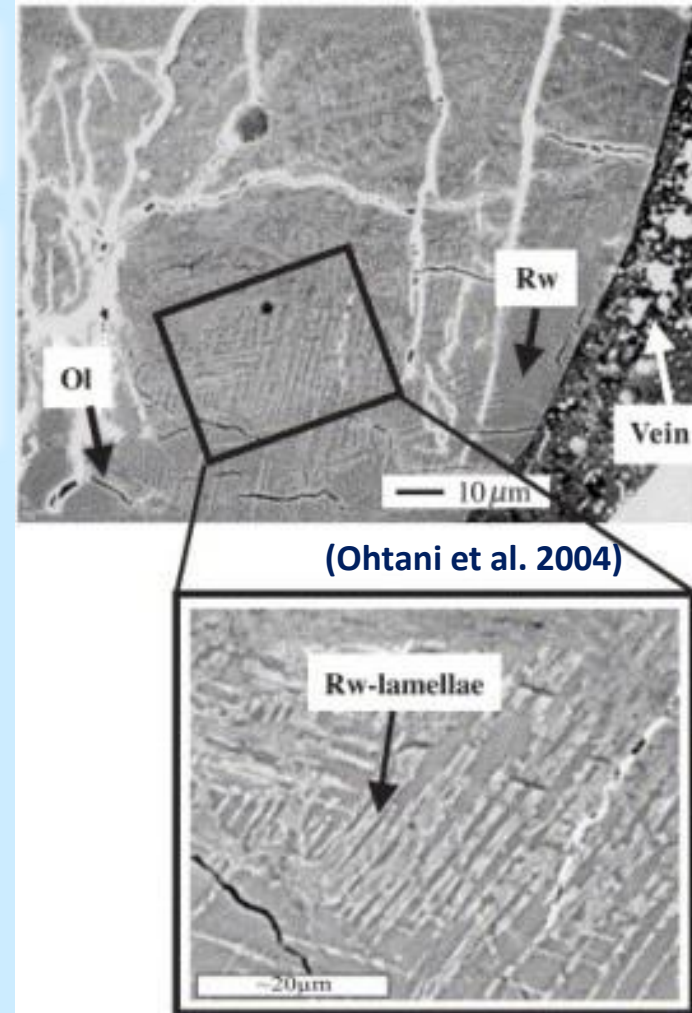 Rw
Ol
Vein
10 μm
(Ohtani et al. 2004)
Rw-lamellae
~20μm